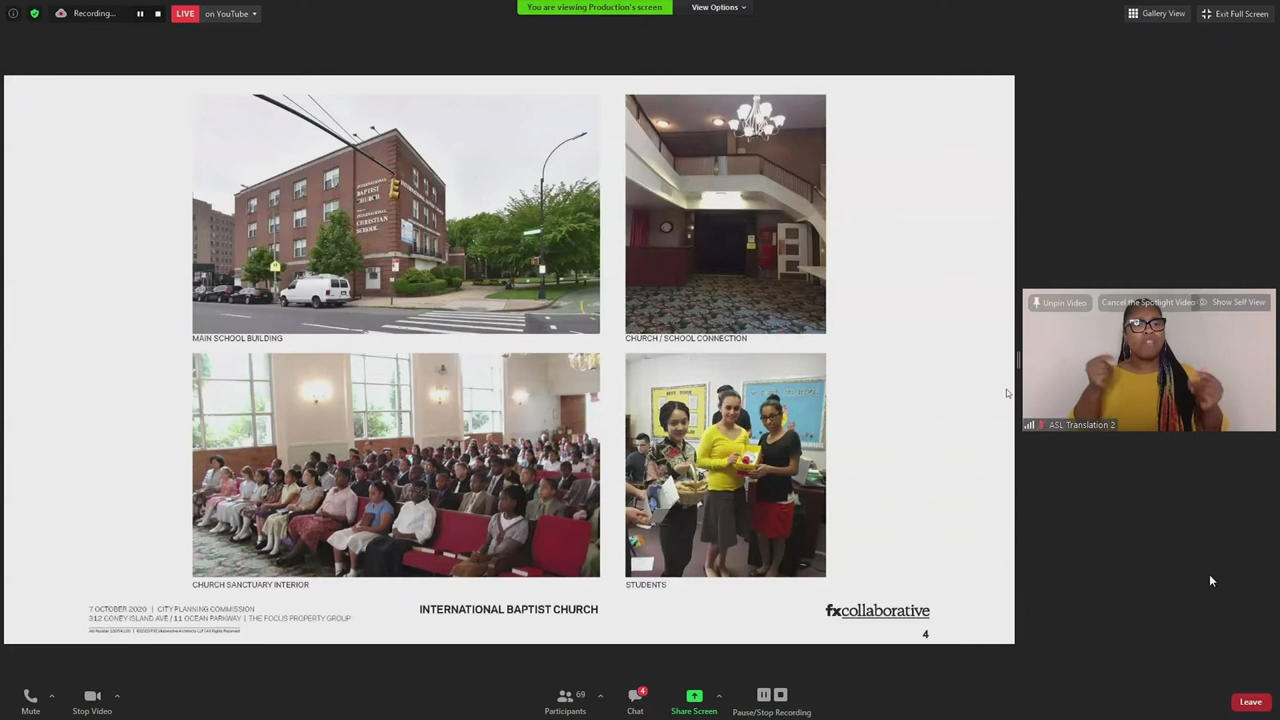 Recording...
LIVE
on YouTube
You are viewing Production's screen
View Options
Gallery View
Exit Full Screen
INTERNATIONAL
BAPTIST
CHURCH
INTERNATIONAL
CHRISTIAN
SCHOOL
MAIN SCHOOL BUILDING
CHURCH / SCHOOL CONNECTION
Unpin Video
Cancel the Spotlight Video
Show Self View
ASL Translation 2
CHURCH SANCTUARY INTERIOR
STUDENTS
7 OCTOBER 2020 | CITY PLANNING COMMISSION
312 CONEY ISLAND AVE / 11 OCEAN PARKWAY | THE FOCUS PROPERTY GROUP
INTERNATIONAL BAPTIST CHURCH
fxcollaborative
4
Mute
Stop Video
69
Participants
4
Chat
Share Screen
Pause/Stop Recording
Leave